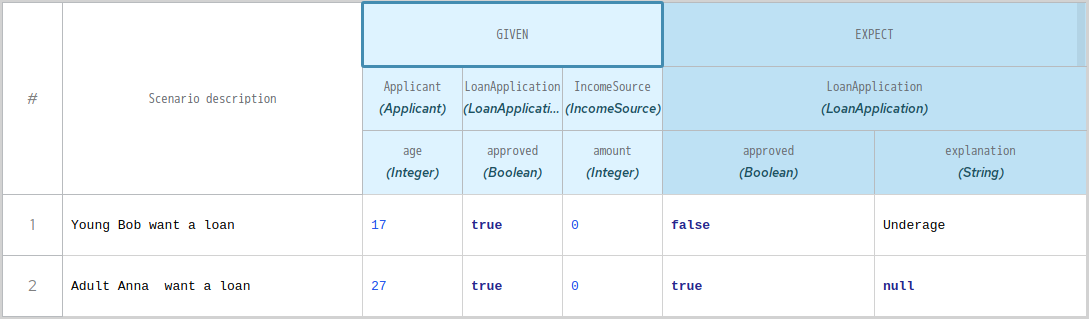 GIVEN EXPECT
# Scenario description
Applicant LoanApplication IncomeSource LoanApplication
(Applicant) (LoanApplicati... (IncomeSource) (LoanApplication)
age approved amount approved explanation
(Integer) (Boolean) (Integer) (Boolean) (String)
1 Young Bob want a loan 17 true 0 false Underage
2 Adult Anna  want a loan 27 true 0 true null